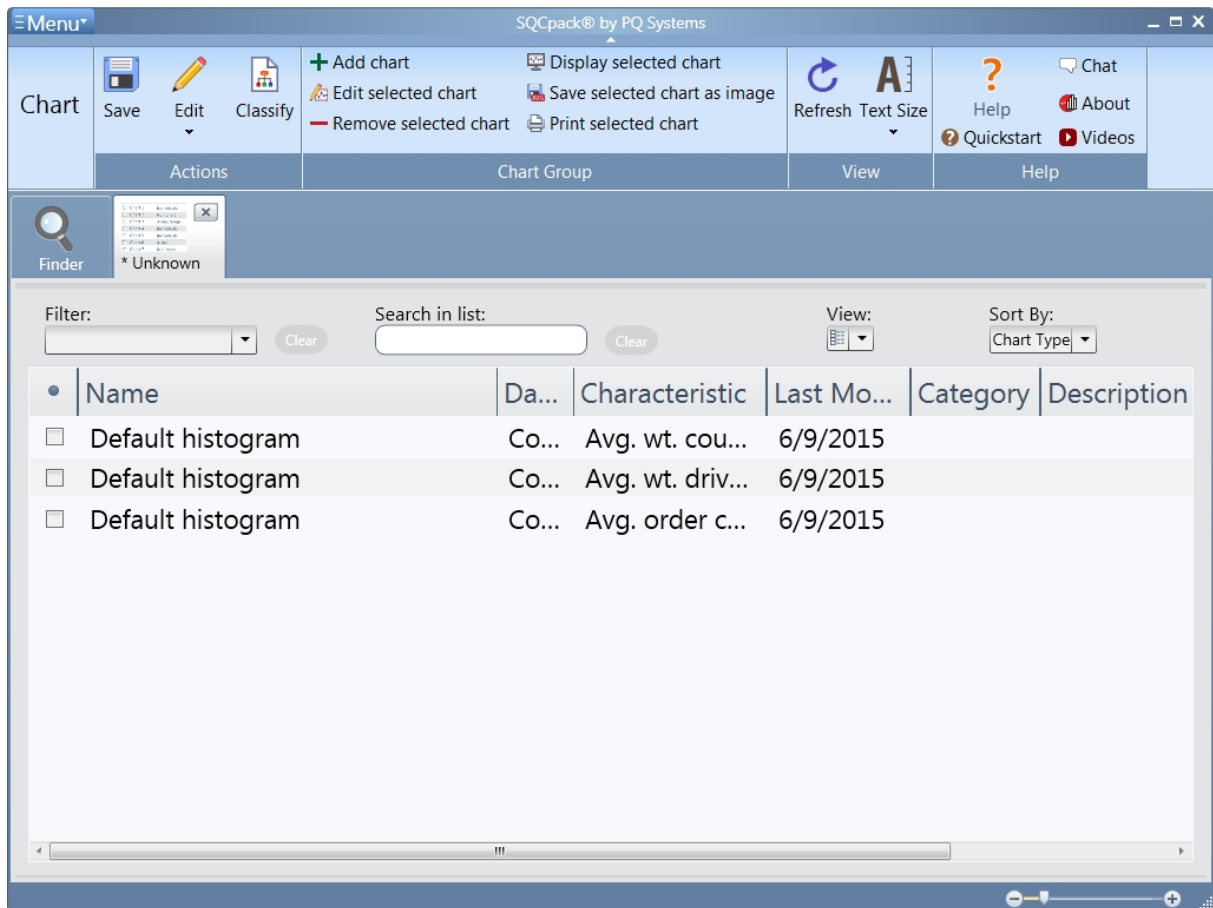 Menu
SQCpack® by PQ Systems
Chart
Save
Edit
Classify
Actions
Add chart
Edit selected chart
Remove selected chart
Display selected chart
Save selected chart as image
Print selected chart
Chart Group
Refresh
Text Size
View
Help
Quickstart
Chat
About
Videos
Help
Finder
* Unknown
Filter:
Clear
Search in list:
Clear
View:
Sort By:
Chart Type
Name Da... Characteristic Last Mo... Category Description
Default histogram Co... Avg. wt. cou... 6/9/2015
Default histogram Co... Avg. wt. driv... 6/9/2015
Default histogram Co... Avg. order c... 6/9/2015